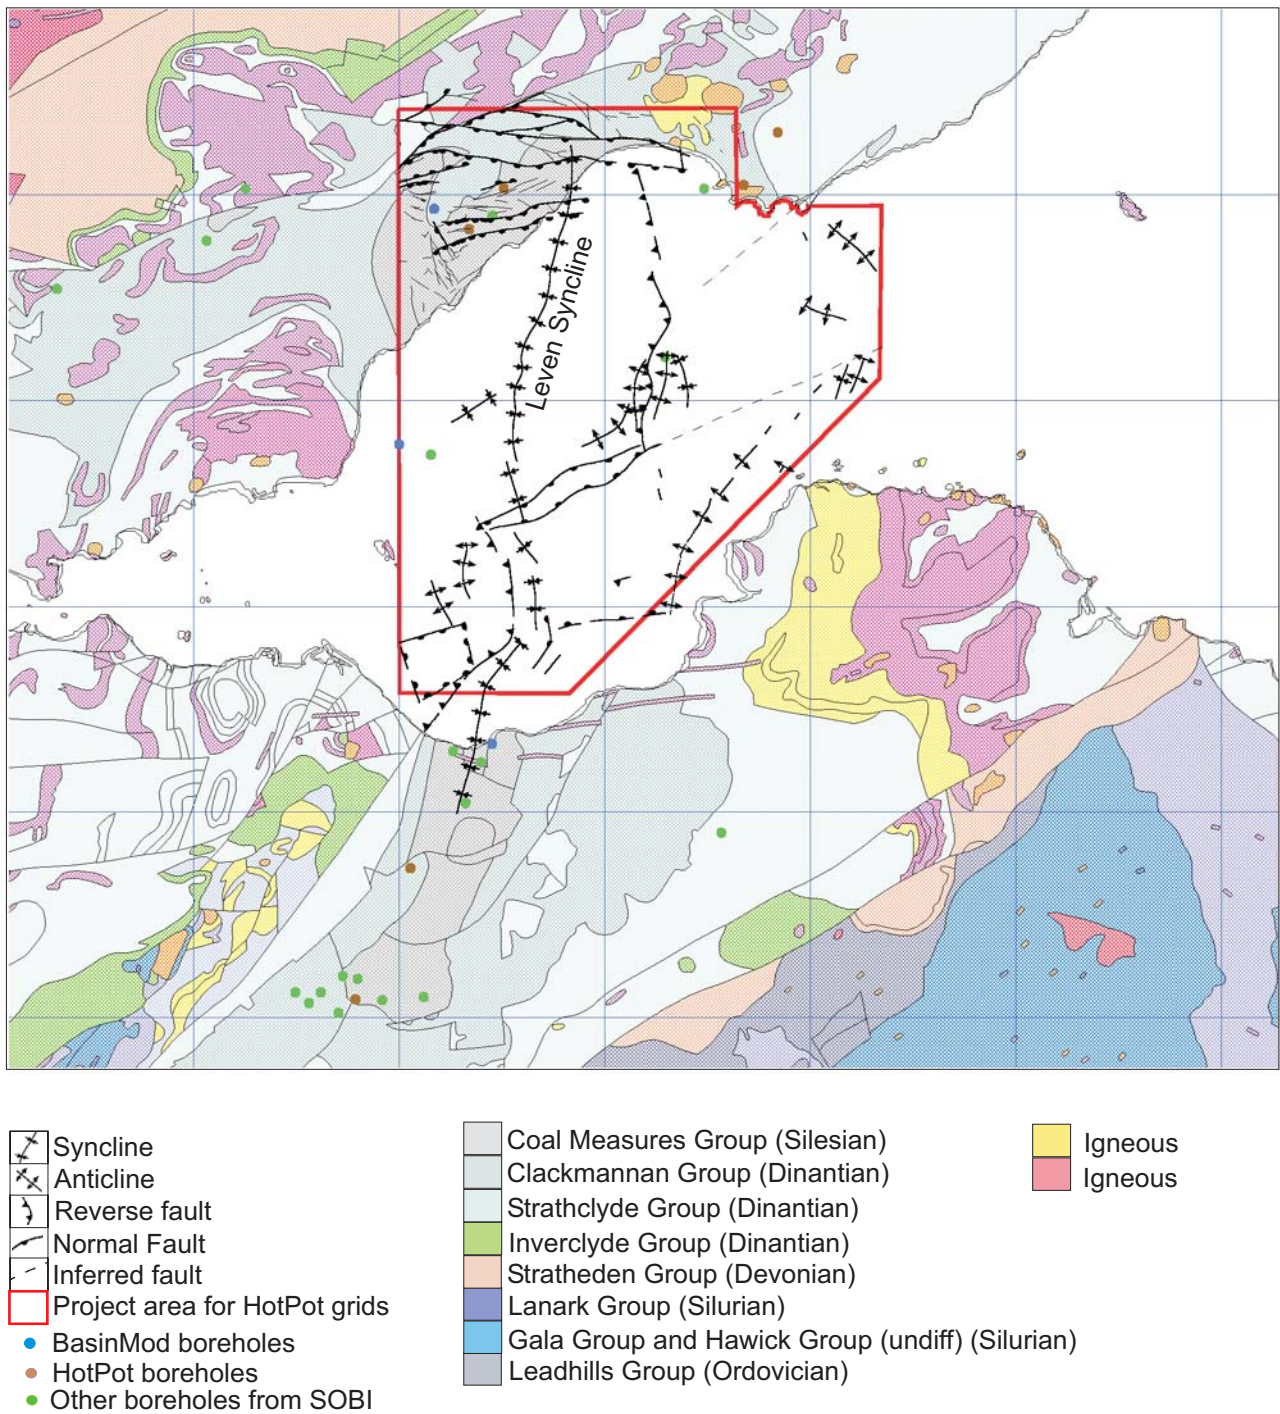 Leven Syncline
Syncline
Anticline
Reverse fault
Normal Fault
Inferred fault
Project area for HotPot grids
BasinMod boreholes
HotPot boreholes
Other boreholes from SOBI
Coal Measures Group (Silesian)
Clackmannan Group (Dinantian)
Strathclyde Group (Dinantian)
Inverclyde Group (Dinantian)
Stratheden Group (Devonian)
Lanark Group (Silurian)
Gala Group and Hawick Group (undiff) (Silurian)
Leadhills Group (Ordovician)
Igneous
Igneous